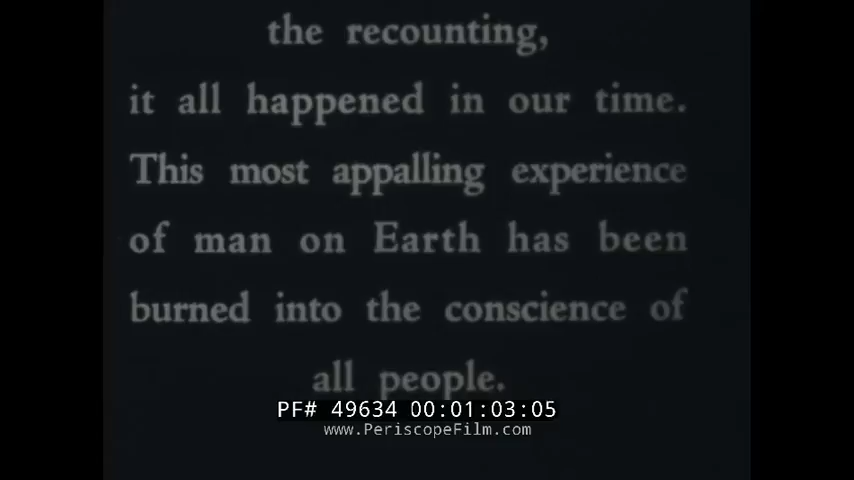 the recounting,
it all happened in our time.
This most appalling experience
of man on Earth has been
burned into the conscience of
all people.
PF# 49634 00:01:03:05
www.PeriscopeFilm.com